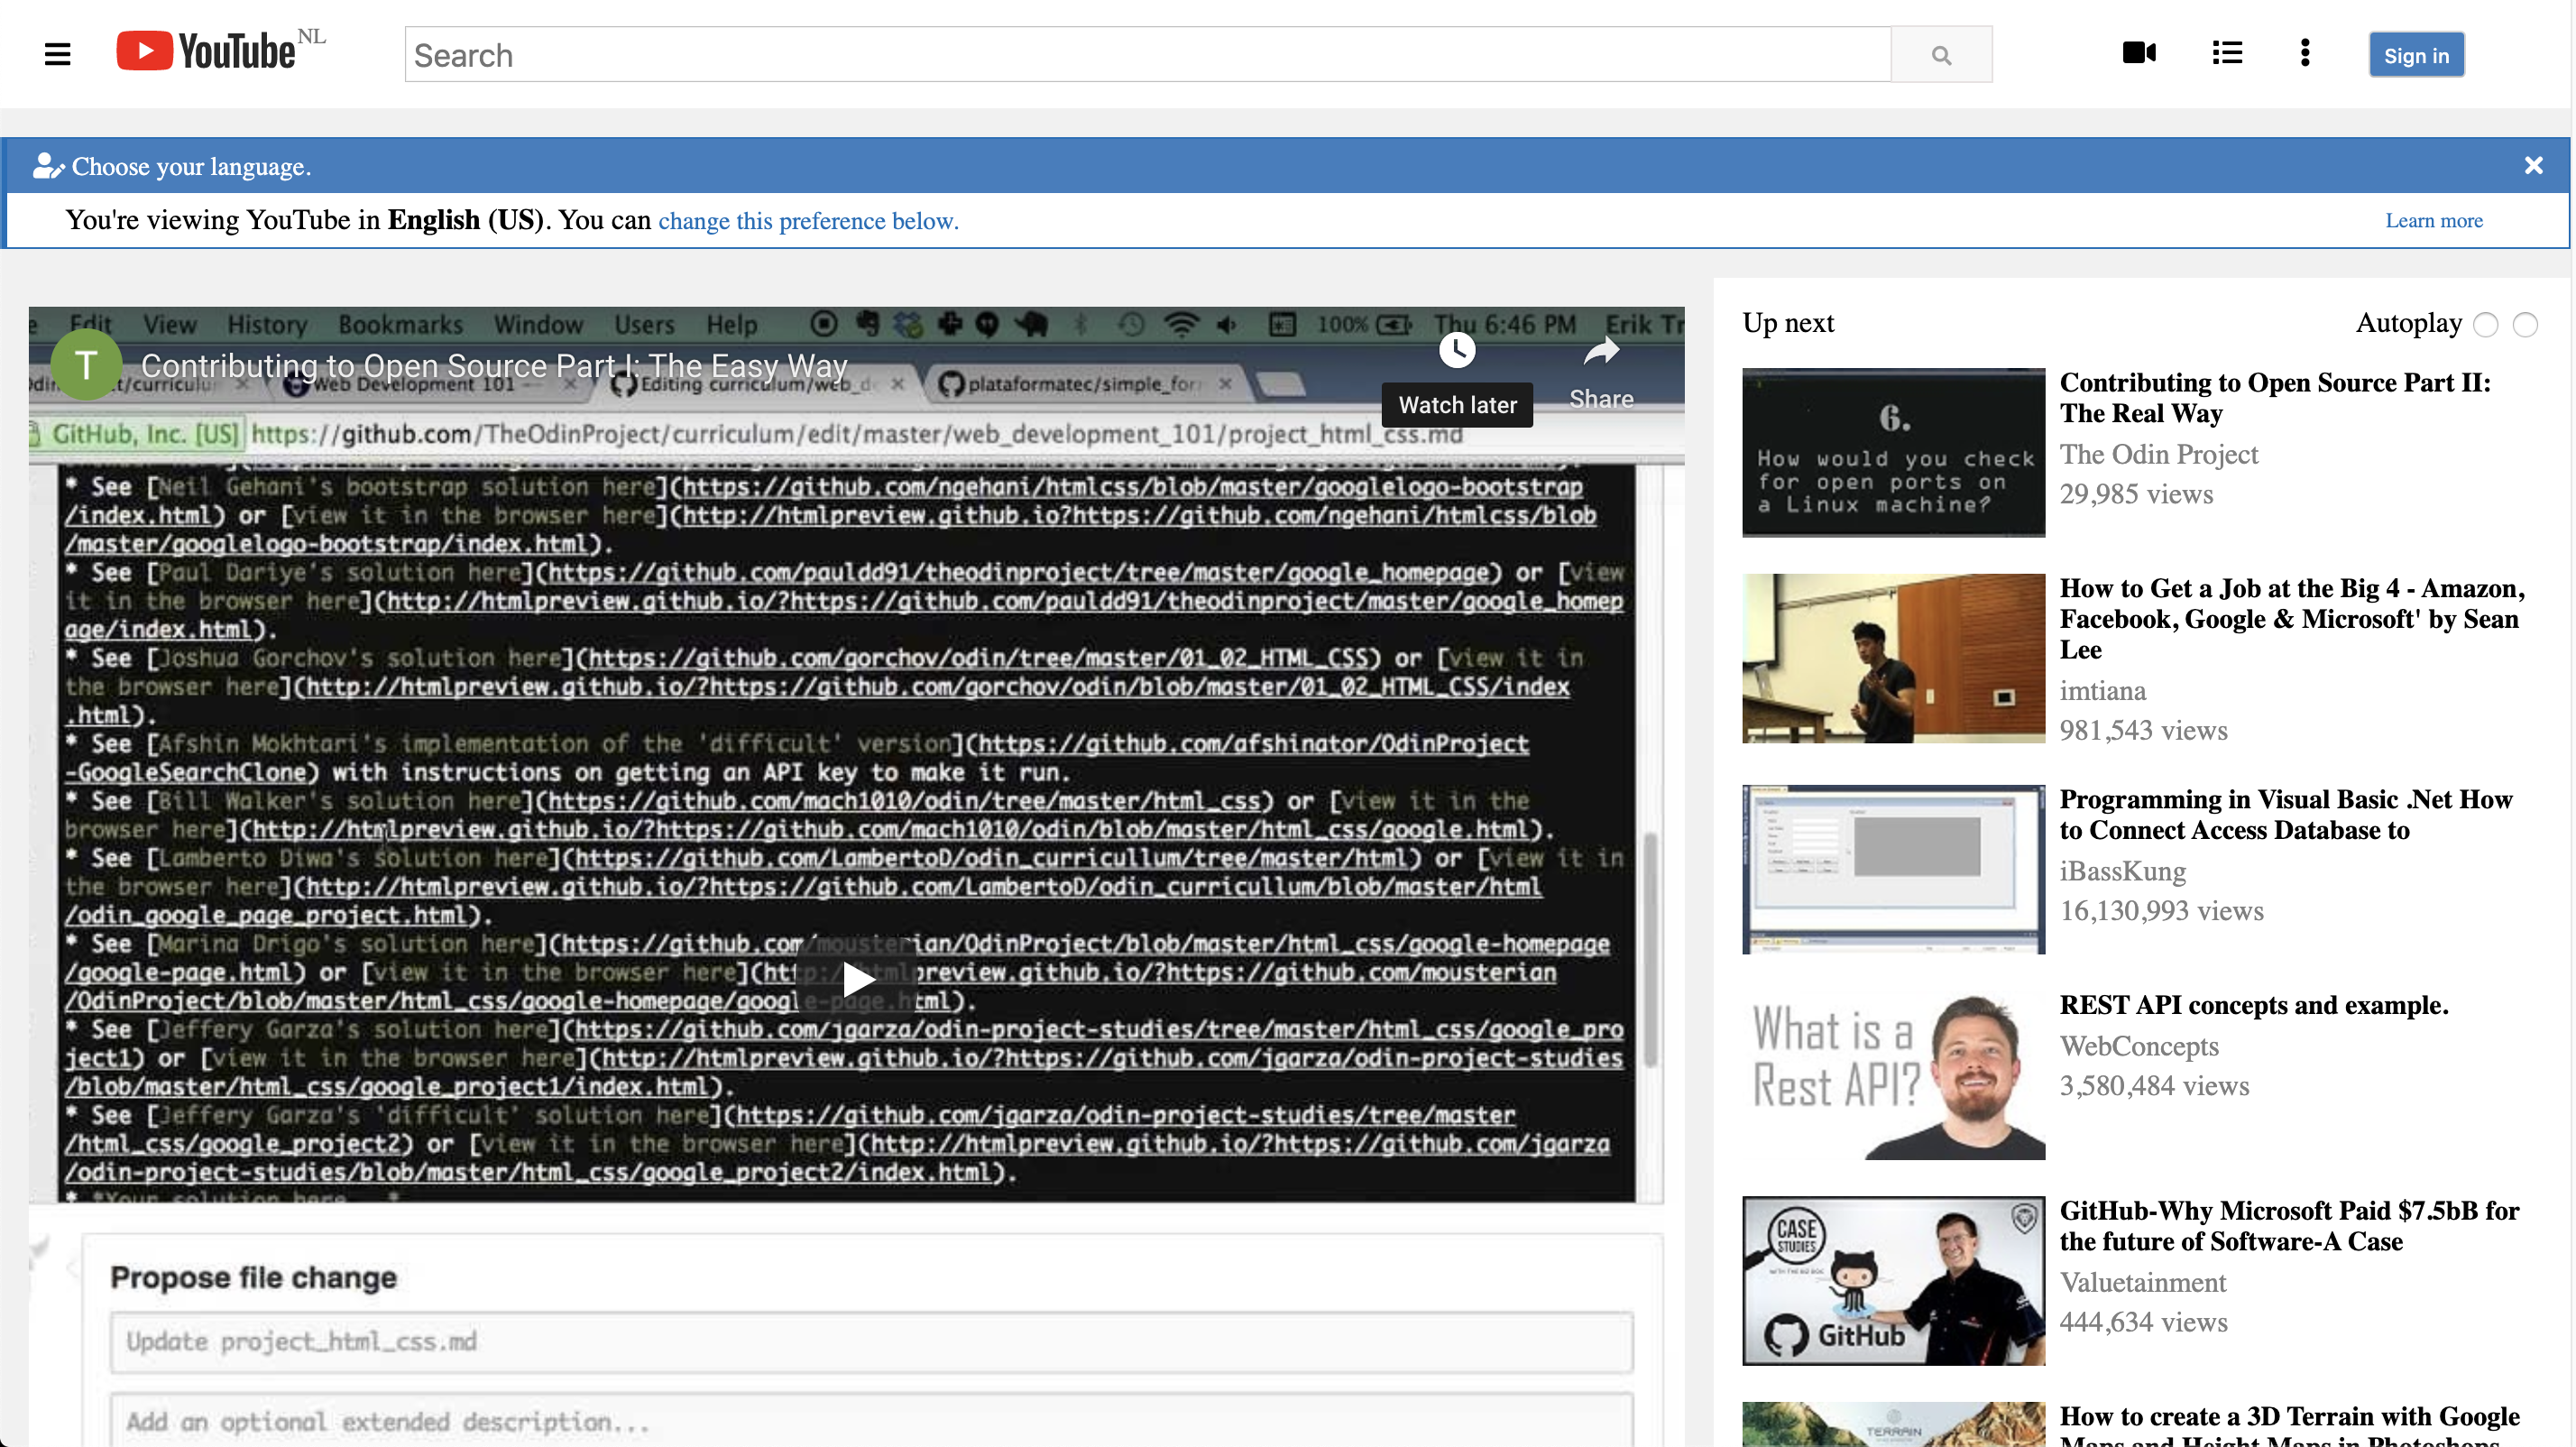 YouTube NL
Search
Sign in
Choose your language.
You're viewing YouTube in English (US). You can change this preference below.
Learn more
Edit View History Bookmarks Window Users Help 100% Thu 6:46 PM Erik Tr
T
Contributing to Open Source Part I: The Easy Way
Web Development 101
Editing curriculum/web_d
plataformatec/simple_for
Watch later
Share
GitHub, Inc. [US] https://github.com/TheOdinProject/curriculum/edit/master/web_development_101/project_html_css.md
* See [Neil Gehani's bootstrap solution here](https://github.com/ngehani/htmlcss/blob/master/googlelogo-bootstrap
/index.html) or [view it in the browser here](http://htmlpreview.github.io?https://github.com/ngehani/htmlcss/blob
/master/googlelogo-bootstrap/index.html).
* See [Paul Dariye's solution here](https://github.com/pauldd91/theodinproject/tree/master/google_homepage) or [view
it in the browser here](http://htmlpreview.github.io/?https://github.com/pauldd91/theodinproject/master/google_homep
age/index.html).
* See [Joshua Gorchov's solution here](https://github.com/gorchov/odin/tree/master/01_02_HTML_CSS) or [view it in
the browser here](http://htmlpreview.github.io/?https://github.com/gorchov/odin/blob/master/01_02_HTML_CSS/index
.html).
* See [Afshin Mokhtari's implementation of the 'difficult' version](https://github.com/afshinator/OdinProject
-GoogleSearchClone) with instructions on getting an API key to make it run.
* See [Bill Walker's solution here](https://github.com/mach1010/odin/tree/master/html_css) or [view it in the
browser here](http://htmlpreview.github.io/?https://github.com/mach1010/odin/blob/master/html_css/google.html).
* See [Lamberto Diwa's solution here](https://github.com/LambertoD/odin_curricullum/tree/master/html) or [view it in
the browser here](http://htmlpreview.github.io/?https://github.com/LambertoD/odin_curricullum/blob/master/html
/odin_google_page_project.html).
* See [Marina Drigo's solution here](https://github.com/mousterian/OdinProject/blob/master/html_css/google-homepage
/google-page.html) or [view it in the browser here](http://htmlpreview.github.io/?https://github.com/mousterian
/OdinProject/blob/master/html_css/google-homepage/google-page.html).
* See [Jeffery Garza's solution here](https://github.com/jgarza/odin-project-studies/tree/master/html_css/google_pro
ject1) or [view it in the browser here](http://htmlpreview.github.io/?https://github.com/jgarza/odin-project-studies
/blob/master/html_css/google_project1/index.html).
* See [Jeffery Garza's 'difficult' solution here](https://github.com/jgarza/odin-project-studies/tree/master
/html_css/google_project2) or [view it in the browser here](http://htmlpreview.github.io/?https://github.com/jgarza
/odin-project-studies/blob/master/html_css/google_project2/index.html).
* *Your solution here
Propose file change
Update project_html_css.md
Add an optional extended description...
Up next
Autoplay
6.
How would you check
for open ports on
a Linux machine?
Contributing to Open Source Part II:
The Real Way
The Odin Project
29,985 views
How to Get a Job at the Big 4 - Amazon,
Facebook, Google & Microsoft' by Sean
Lee
imtiana
981,543 views
Programming in Visual Basic .Net How
to Connect Access Database to
iBassKung
16,130,993 views
What is a
Rest API?
REST API concepts and example.
WebConcepts
3,580,484 views
CASE
STUDIES
GitHub
GitHub-Why Microsoft Paid $7.5bB for
the future of Software-A Case
Valuetainment
444,634 views
TERRAIN
How to create a 3D Terrain with Google
Maps and Height Maps in Photoshops